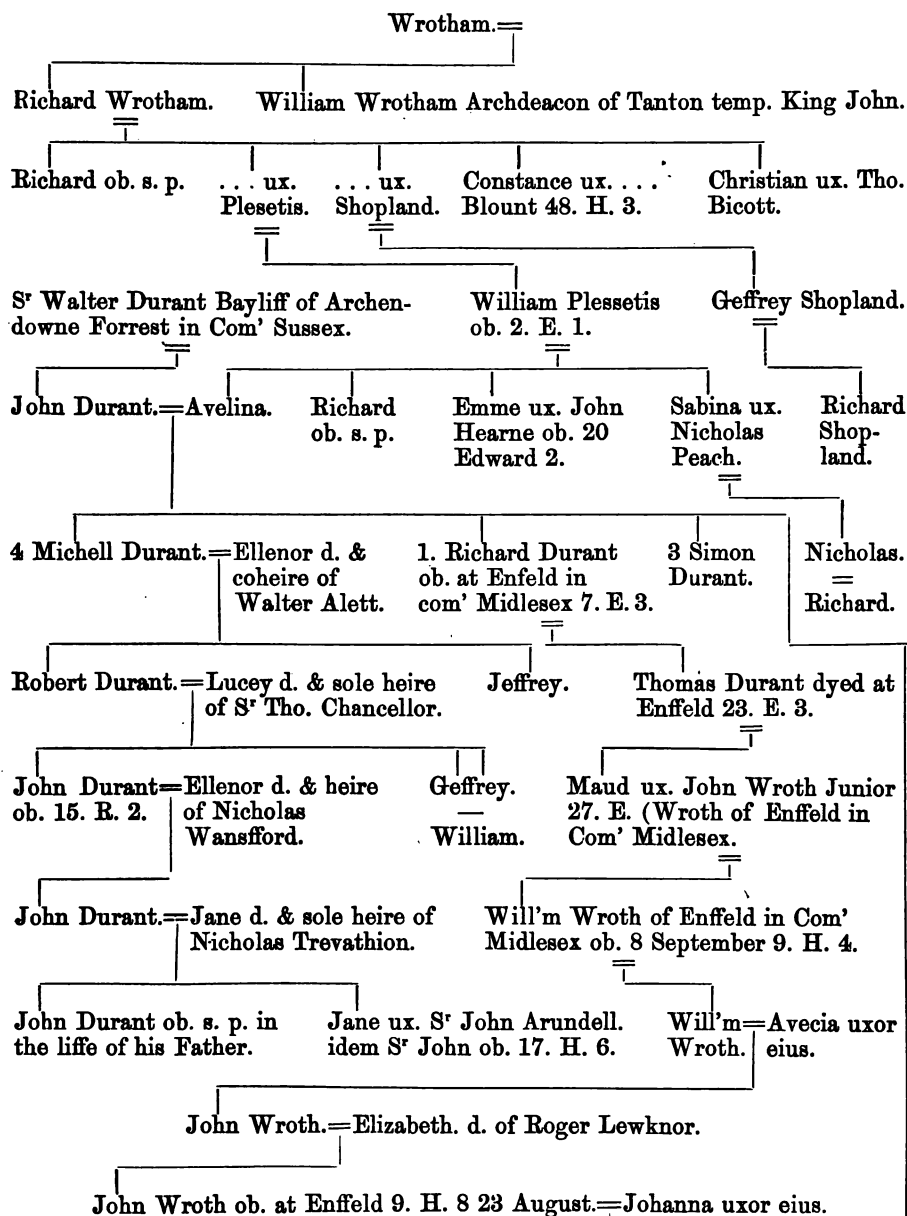 Wrotham.=
Richard Wrotham. William Wrotham Archdeacon of Tanton temp. King John.
Richard ob. s. p. ... ux. ... ux. Constance ux. .... Christian ux. Tho.
Plesetis. Shopland. Blount 48. H. 3. Bicott.
Sr Walter Durant Bayliff of Archen- William Plessetis Geffrey Shopland.
downe Forrest in Com' Sussex. ob. 2. E. 1.
John Durant.=Avelina. Richard Emme ux. John Sabina ux. Richard
ob. s. p. Hearne ob. 20 Nicholas Shop-
Edward 2. Peach. land.
4 Michell Durant.=Ellenor d. & 1. Richard Durant 3 Simon Nicholas.
coheire of ob. at Enfeld in Durant. =
Walter Alett. com' Midlesex 7. E. 3. Richard.
Robert Durant.=Lucey d. & sole heire Jeffrey. Thomas Durant dyed at
of Sr Tho. Chancellor. Enffeld 23. E. 3.
John Durant=Ellenor d. & heire Geffrey. Maud ux. John Wroth Junior
ob. 15. R. 2. of Nicholas — 27. E. (Wroth of Enffeld in
Wansfford. William. Com' Midlesex.
John Durant.=Jane d. & sole heire of Will'm Wroth of Enffeld in Com'
Nicholas Trevathion. Midlesex ob. 8 September 9. H. 4.
John Durant ob. s. p. in Jane ux. Sr John Arundell. Will'm=Avecia uxor
the liffe of his Father. idem Sr John ob. 17. H. 6. Wroth. eius.
John Wroth.=Elizabeth. d. of Roger Lewknor.
John Wroth ob. at Enffeld 9. H. 8 23 August.=Johanna uxor eius.